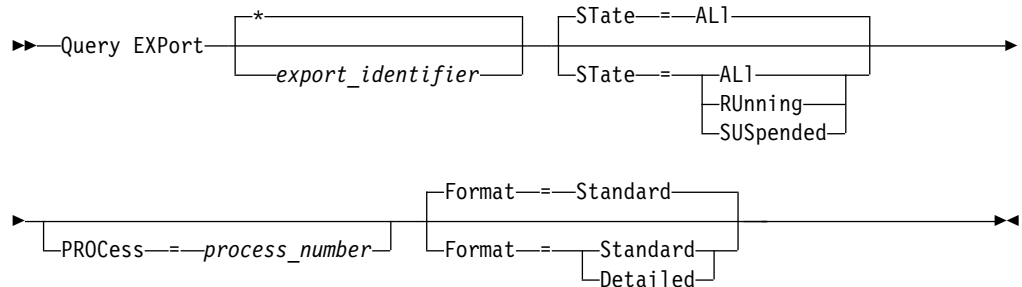 * STate = ALl
►►─Query EXPort
export_identifier STate = ALl ►
RUnning
SUSpended
Format = Standard
► ►◄
PROCess = process_number Format = Standard
Detailed